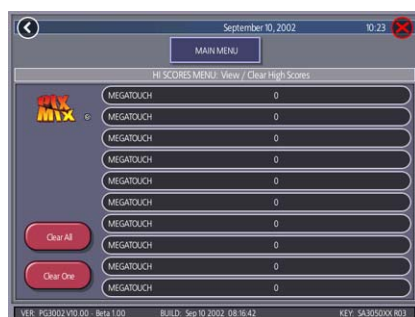 September 10, 2002 10:23
MAIN MENU
HI SCORES MENU: View / Clear High Scores
PIX MIX
MEGATOUCH 0
MEGATOUCH 0
MEGATOUCH 0
MEGATOUCH 0
MEGATOUCH 0
MEGATOUCH 0
MEGATOUCH 0
MEGATOUCH 0
MEGATOUCH 0
MEGATOUCH 0
Clear All
Clear One
VER: PG3002 V10.00 - Beta 1.00 BUILD: Sep 10 2002 08:16:42 KEY: SA3050XX R03